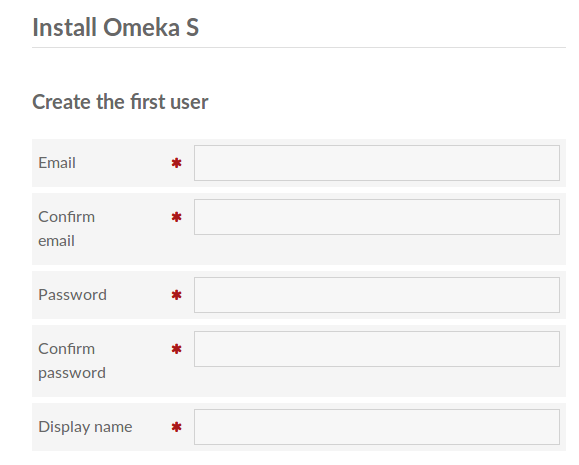 Install Omeka S
Create the first user
Email *
Confirm
email *
Password *
Confirm
password *
Display name *